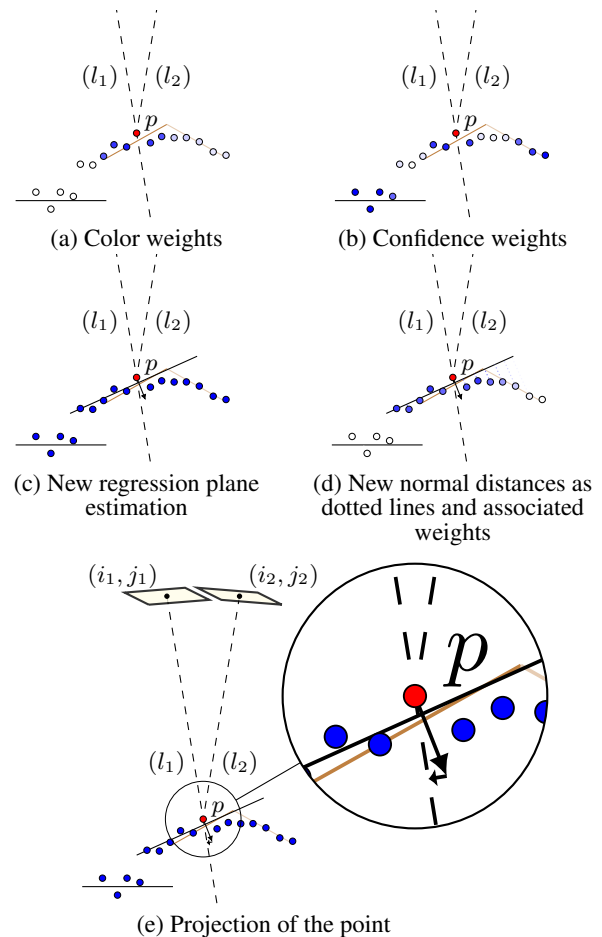 (l₁) (l₂)
p
(a) Color weights
(l₁) (l₂)
p
(b) Confidence weights
(l₁) (l₂)
p
(c) New regression plane
estimation
(l₁) (l₂)
p
(d) New normal distances as
dotted lines and associated
weights
(i₁, j₁) (i₂, j₂)
p
(l₁) (l₂)
p
(e) Projection of the point